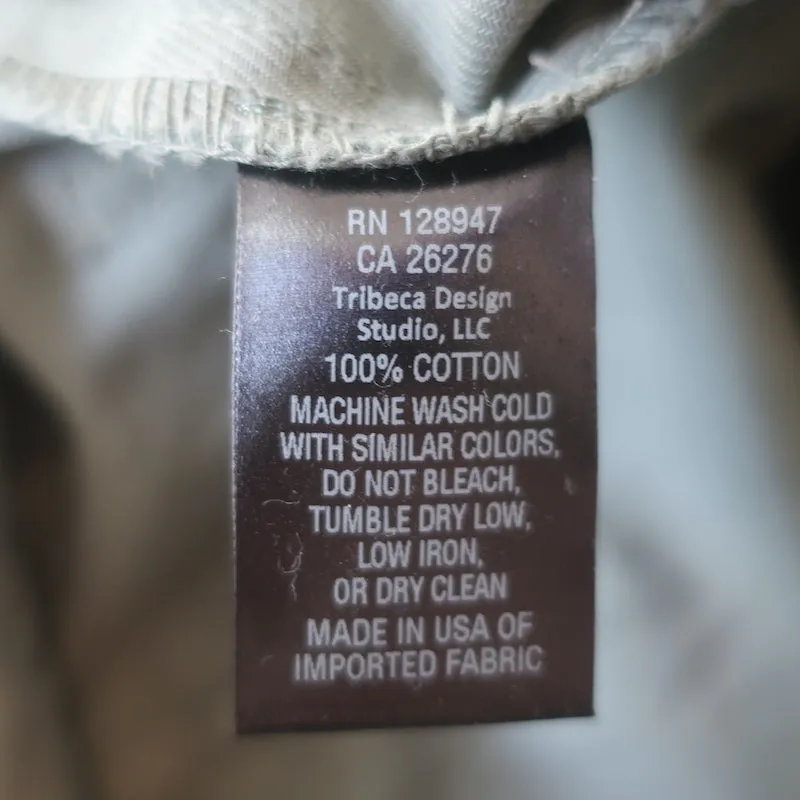 RN 128947
CA 26276
Tribeca Design
Studio, LLC
100% COTTON
MACHINE WASH COLD
WITH SIMILAR COLORS,
DO NOT BLEACH,
TUMBLE DRY LOW,
LOW IRON,
OR DRY CLEAN
MADE IN USA OF
IMPORTED FABRIC